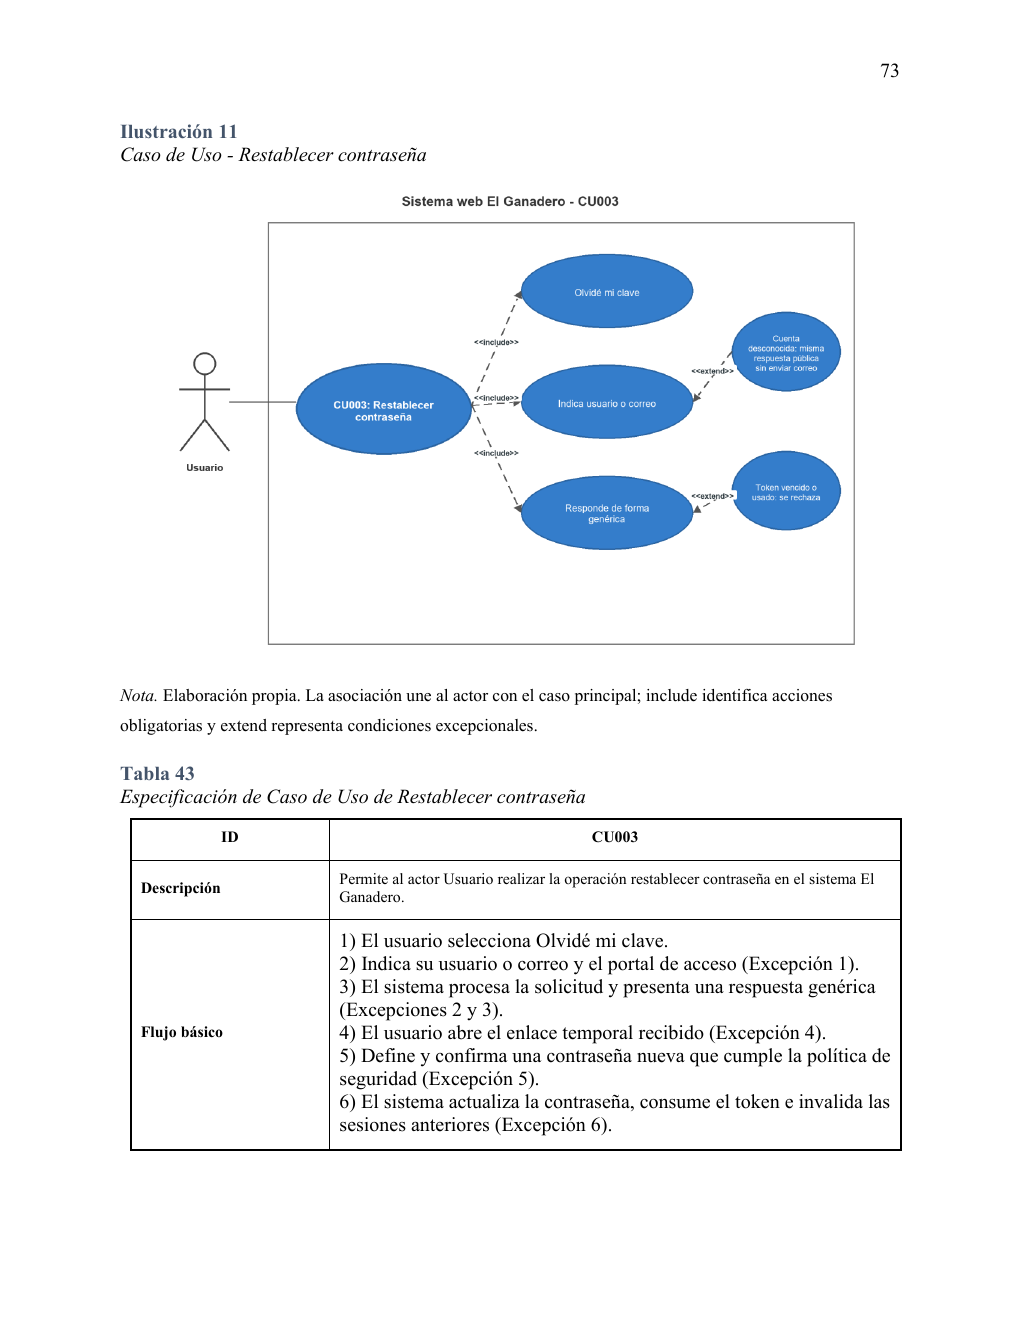 73
Ilustración 11
Caso de Uso - Restablecer contraseña
Sistema web El Ganadero - CU003
Olvidé mi clave
<<include>>
Cuenta
desconocida: misma
respuesta pública
sin enviar correo
<<extend>>
CU003: Restablecer
contraseña
<<include>>
Indica usuario o correo
Usuario
<<include>>
Token vencido o
usado: se rechaza
<<extend>>
Responde de forma
genérica
Nota. Elaboración propia. La asociación une al actor con el caso principal; include identifica acciones
obligatorias y extend representa condiciones excepcionales.
Tabla 43
Especificación de Caso de Uso de Restablecer contraseña
ID
CU003
Descripción
Permite al actor Usuario realizar la operación restablecer contraseña en el sistema El
Ganadero.
Flujo básico
1) El usuario selecciona Olvidé mi clave.
2) Indica su usuario o correo y el portal de acceso (Excepción 1).
3) El sistema procesa la solicitud y presenta una respuesta genérica
(Excepciones 2 y 3).
4) El usuario abre el enlace temporal recibido (Excepción 4).
5) Define y confirma una contraseña nueva que cumple la política de
seguridad (Excepción 5).
6) El sistema actualiza la contraseña, consume el token e invalida las
sesiones anteriores (Excepción 6).